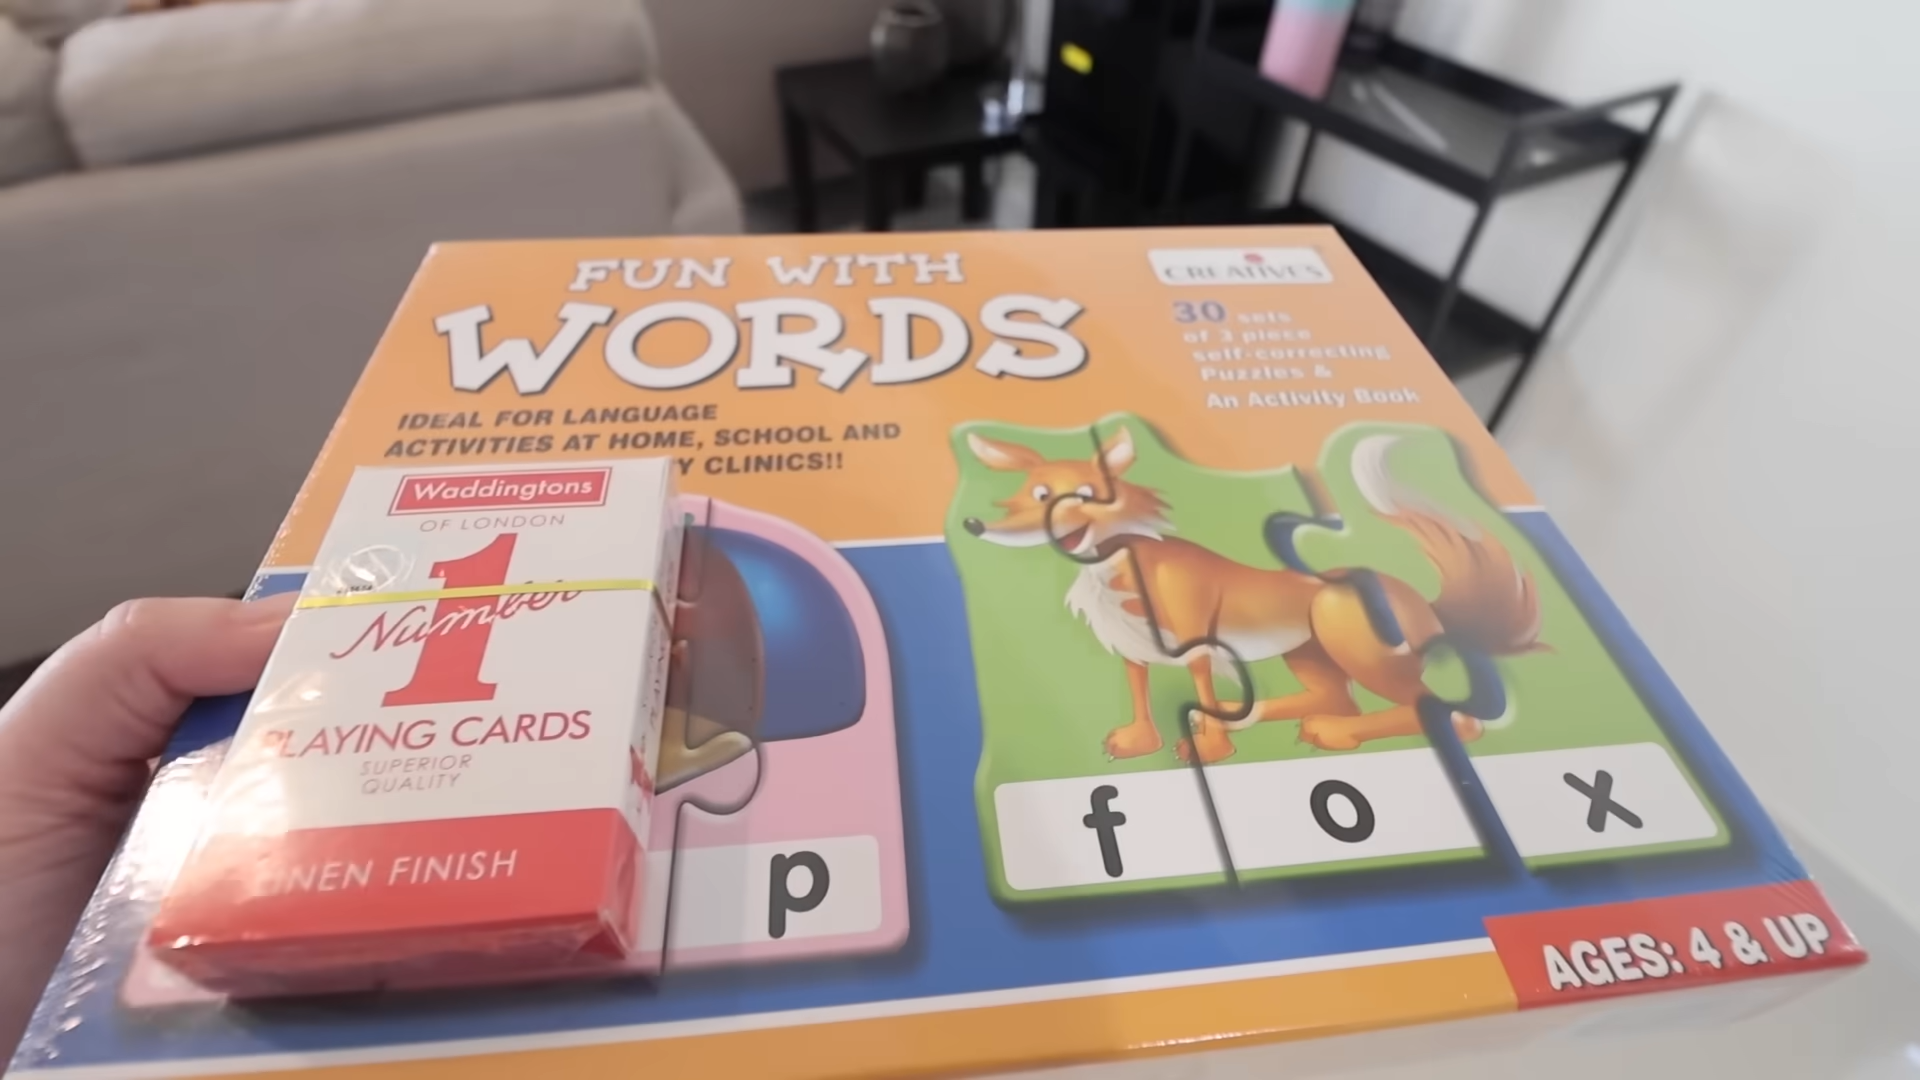 FUN WITH
WORDS
CREATIVES
30 sets
of 3 piece
self-correcting
Puzzles &
An Activity Book
IDEAL FOR LANGUAGE
ACTIVITIES AT HOME, SCHOOL AND
CLINICS!!
Waddingtons
OF LONDON
Number
1
PLAYING CARDS
SUPERIOR
QUALITY
LINEN FINISH
p
f o x
AGES: 4 & UP